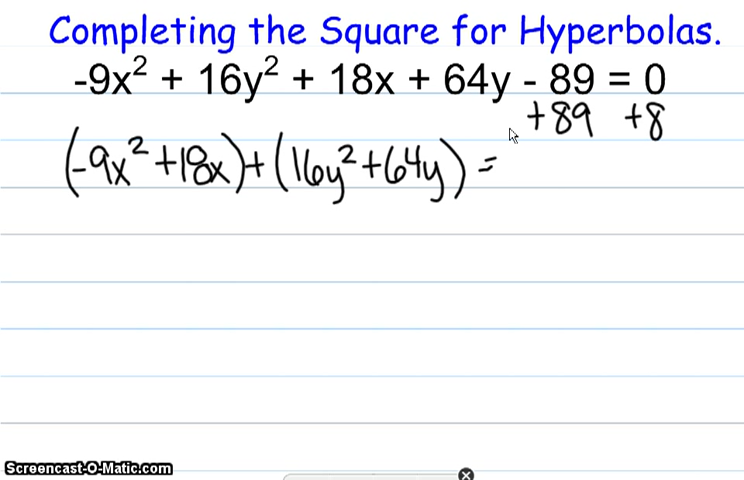 Completing the Square for Hyperbolas.
-9x² + 16y² + 18x + 64y - 89 = 0
+89 +8
(-9x² +18x)+(16y²+64y) =
Screencast-O-Matic.com